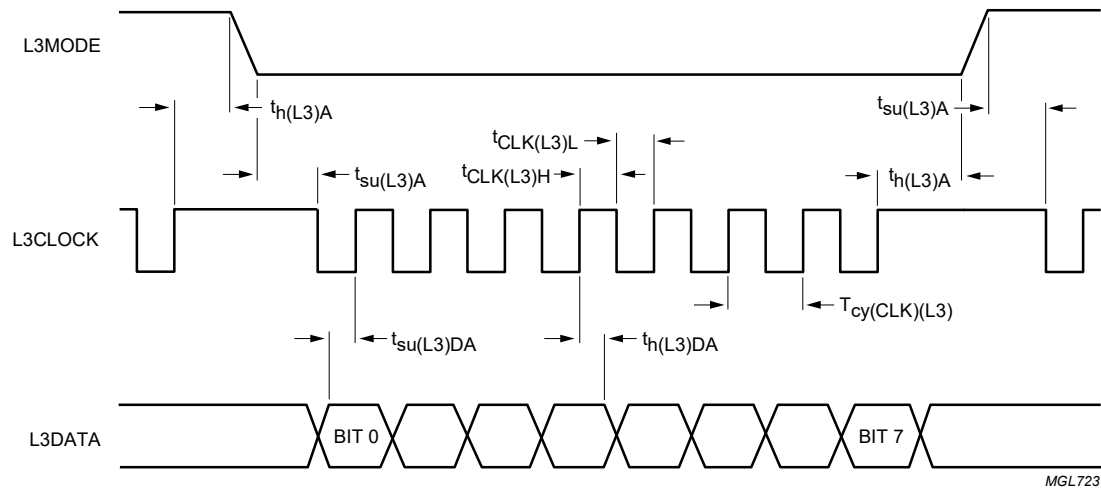 L3MODE
th(L3)A
tsu(L3)A
tCLK(L3)L
tsu(L3)A
tCLK(L3)H
th(L3)A
L3CLOCK
Tcy(CLK)(L3)
tsu(L3)DA
th(L3)DA
L3DATA
BIT 0
BIT 7
MGL723